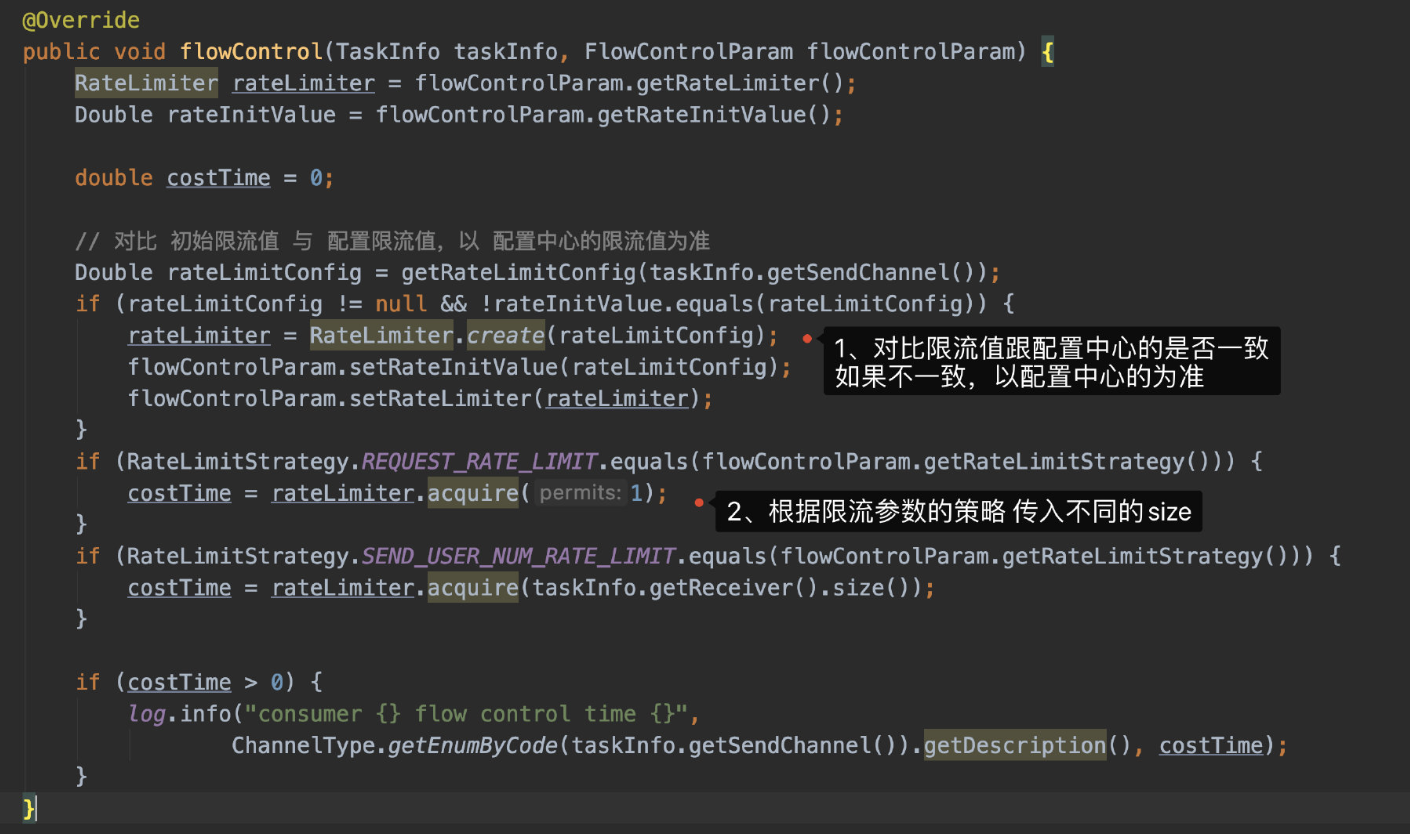 @Override
public void flowControl(TaskInfo taskInfo, FlowControlParam flowControlParam) {
RateLimiter rateLimiter = flowControlParam.getRateLimiter();
Double rateInitValue = flowControlParam.getRateInitValue();
double costTime = 0;
// 对比 初始限流值 与 配置限流值，以 配置中心的限流值为准
Double rateLimitConfig = getRateLimitConfig(taskInfo.getSendChannel());
if (rateLimitConfig != null && !rateInitValue.equals(rateLimitConfig)) {
rateLimiter = RateLimiter.create(rateLimitConfig);
1、对比限流值跟配置中心的是否一致
如果不一致，以配置中心的为准
flowControlParam.setRateInitValue(rateLimitConfig);
flowControlParam.setRateLimiter(rateLimiter);
}
if (RateLimitStrategy.REQUEST_RATE_LIMIT.equals(flowControlParam.getRateLimitStrategy())) {
costTime = rateLimiter.acquire( permits: 1);
2、根据限流参数的策略 传入不同的size
}
if (RateLimitStrategy.SEND_USER_NUM_RATE_LIMIT.equals(flowControlParam.getRateLimitStrategy())) {
costTime = rateLimiter.acquire(taskInfo.getReceiver().size());
}
if (costTime > 0) {
log.info("consumer {} flow control time {}",
ChannelType.getEnumByCode(taskInfo.getSendChannel()).getDescription(), costTime);
}
}